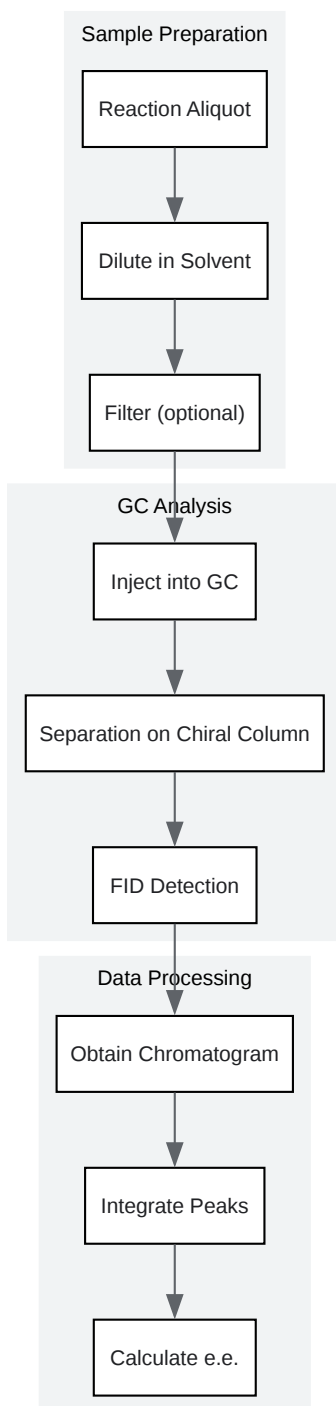 Sample Preparation
Reaction Aliquot
Dilute in Solvent
Filter (optional)
GC Analysis
Inject into GC
Separation on Chiral Column
FID Detection
Data Processing
Obtain Chromatogram
Integrate Peaks
Calculate e.e.